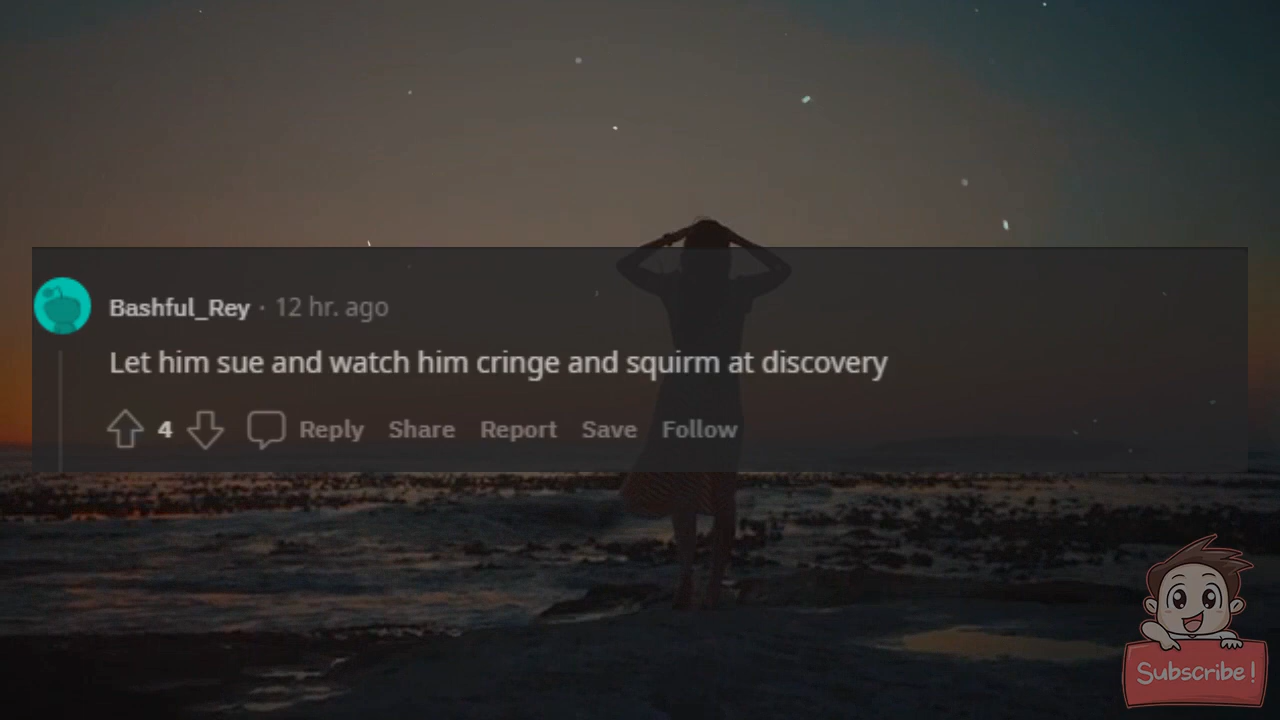 Bashful_Rey · 12 hr. ago
Let him sue and watch him cringe and squirm at discovery
4 Reply Share Report Save Follow
Subscribe!